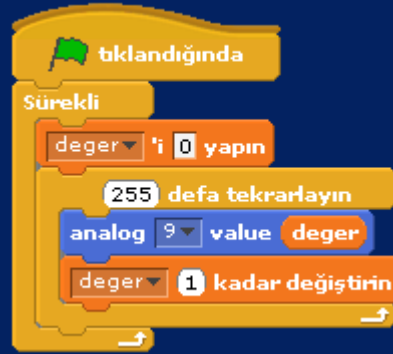 tıklandığında
Sürekli
deger 'i 0 yapın
255 defa tekrarlayın
analog 9 value deger
deger 1 kadar değiştirin